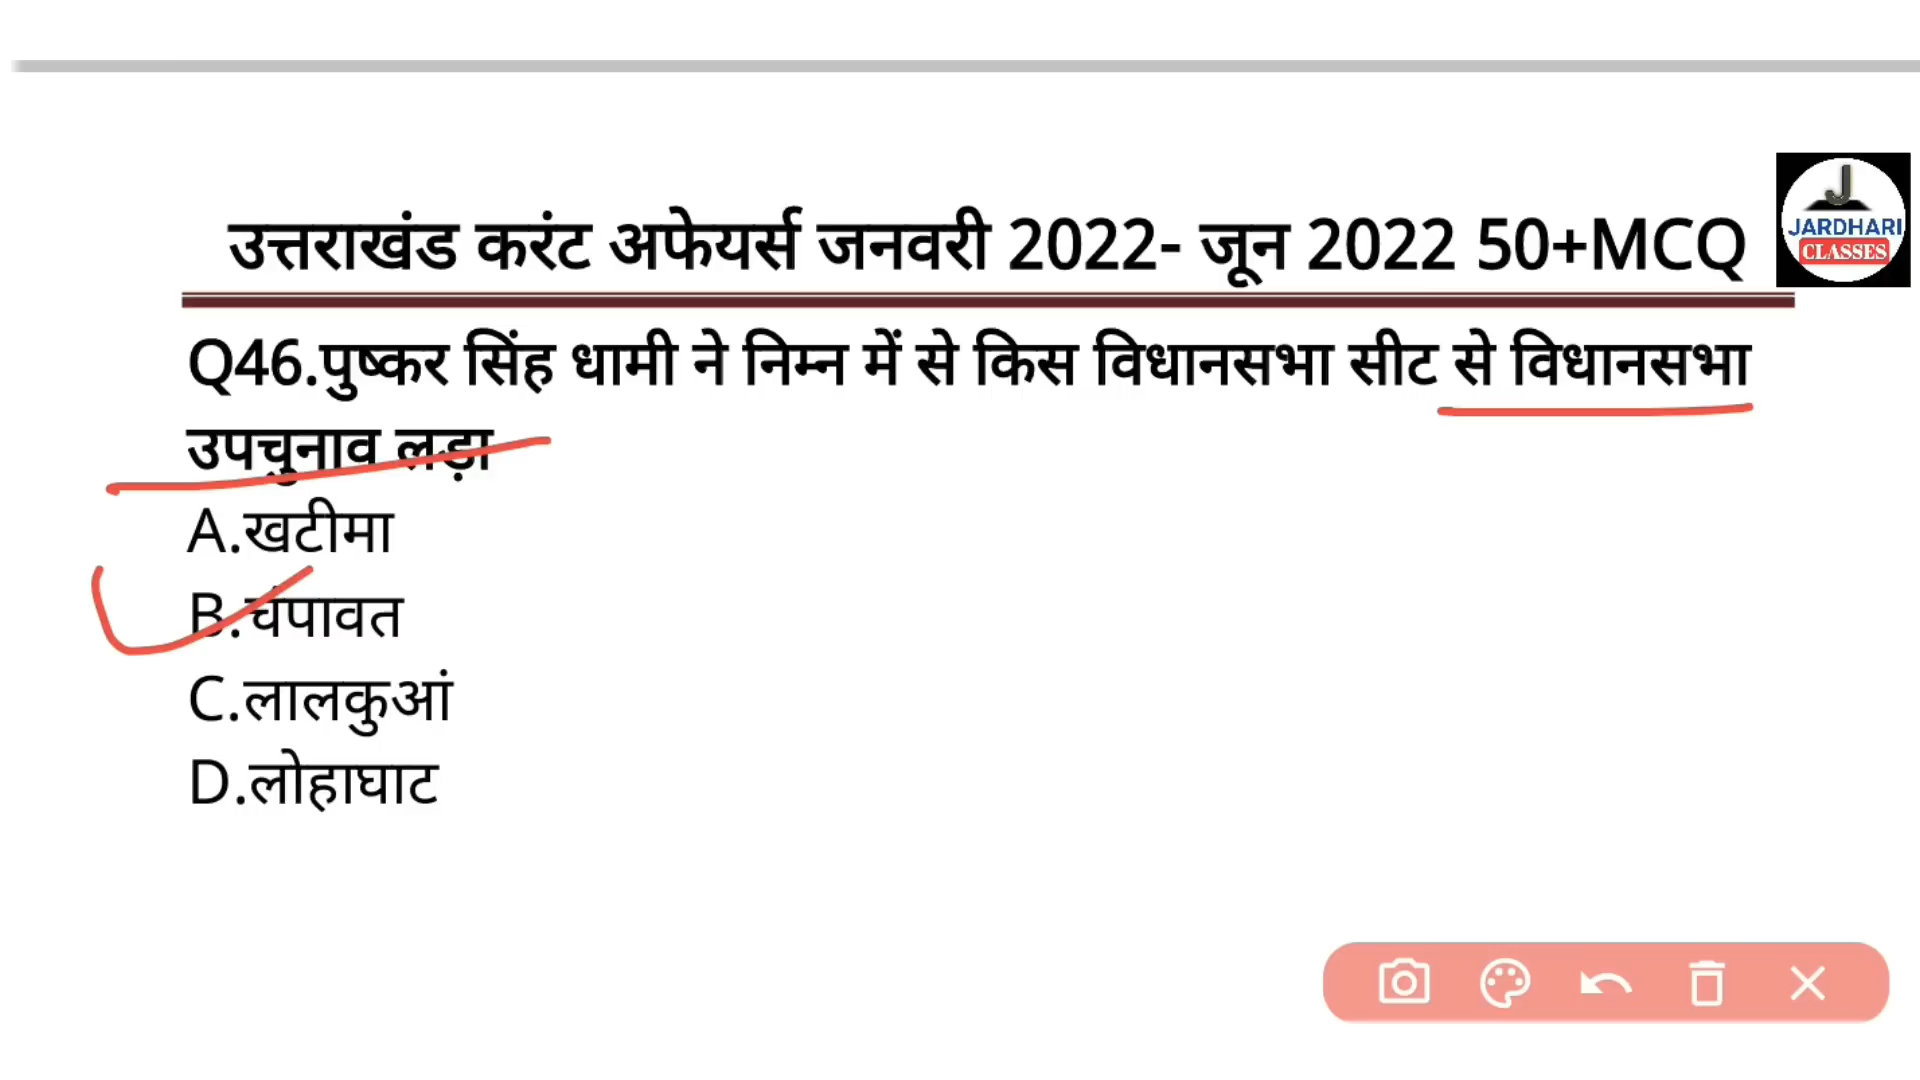 उत्तराखंड करंट अफेयर्स जनवरी 2022- जून 2022 50+MCQ
J
JARDHARI
CLASSES
Q46.पुष्कर सिंह धामी ने निम्न में से किस विधानसभा सीट से विधानसभा
उपचुनाव लड़ा
A.खटीमा
B.चंपावत
C.लालकुआं
D.लोहाघाट